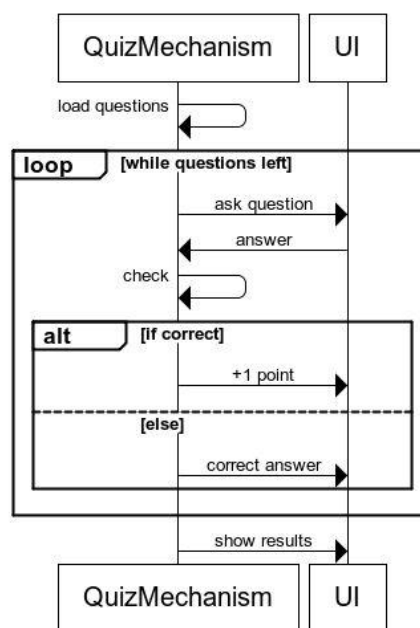 QuizMechanism UI
load questions
loop [while questions left]
ask question
answer
check
alt [if correct]
+1 point
[else]
correct answer
show results
QuizMechanism UI